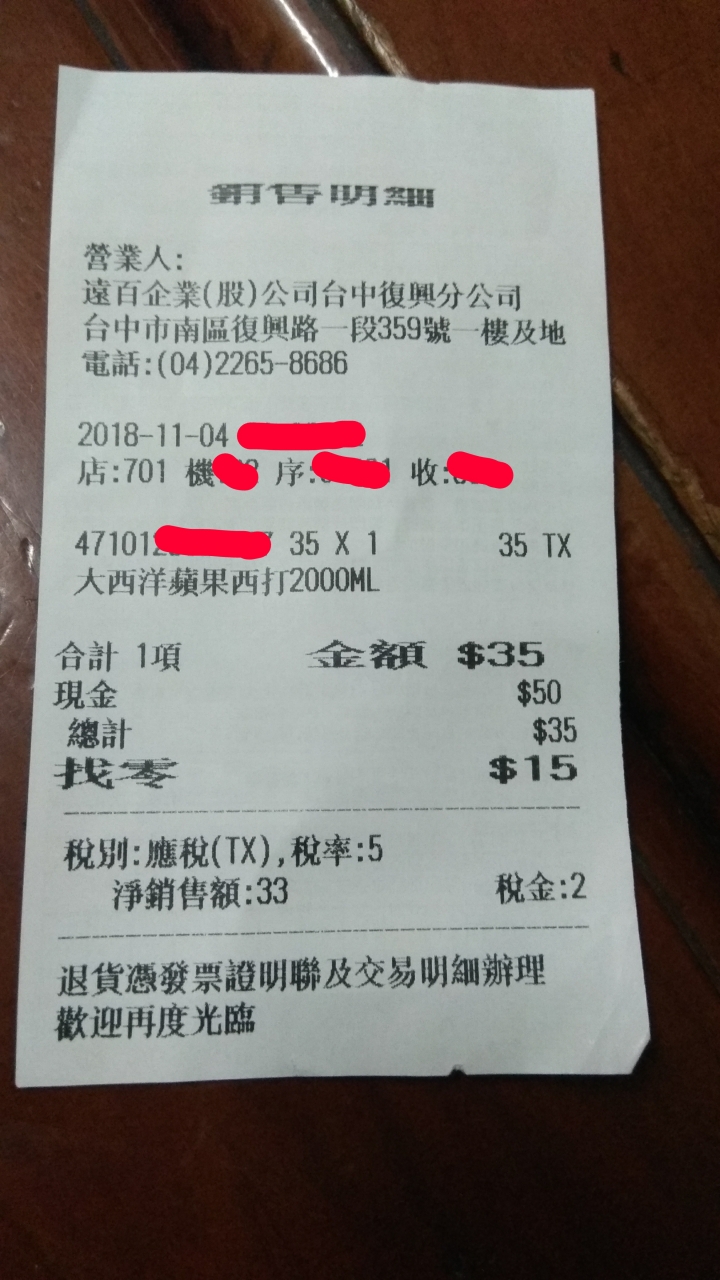 銷售明細
營業人:
遠百企業(股)公司台中復興分公司
台中市南區復興路一段359號一樓及地
電話:(04)2265-8686
2018-11-04
店:701 機: 序: 收:
47101 35 X 1 35 TX
大西洋蘋果西打2000ML
合計 1項 金額 $35
現金 $50
總計 $35
找零 $15
稅別:應稅(TX),稅率:5
淨銷售額:33 稅金:2
退貨憑發票證明聯及交易明細辦理
歡迎再度光臨